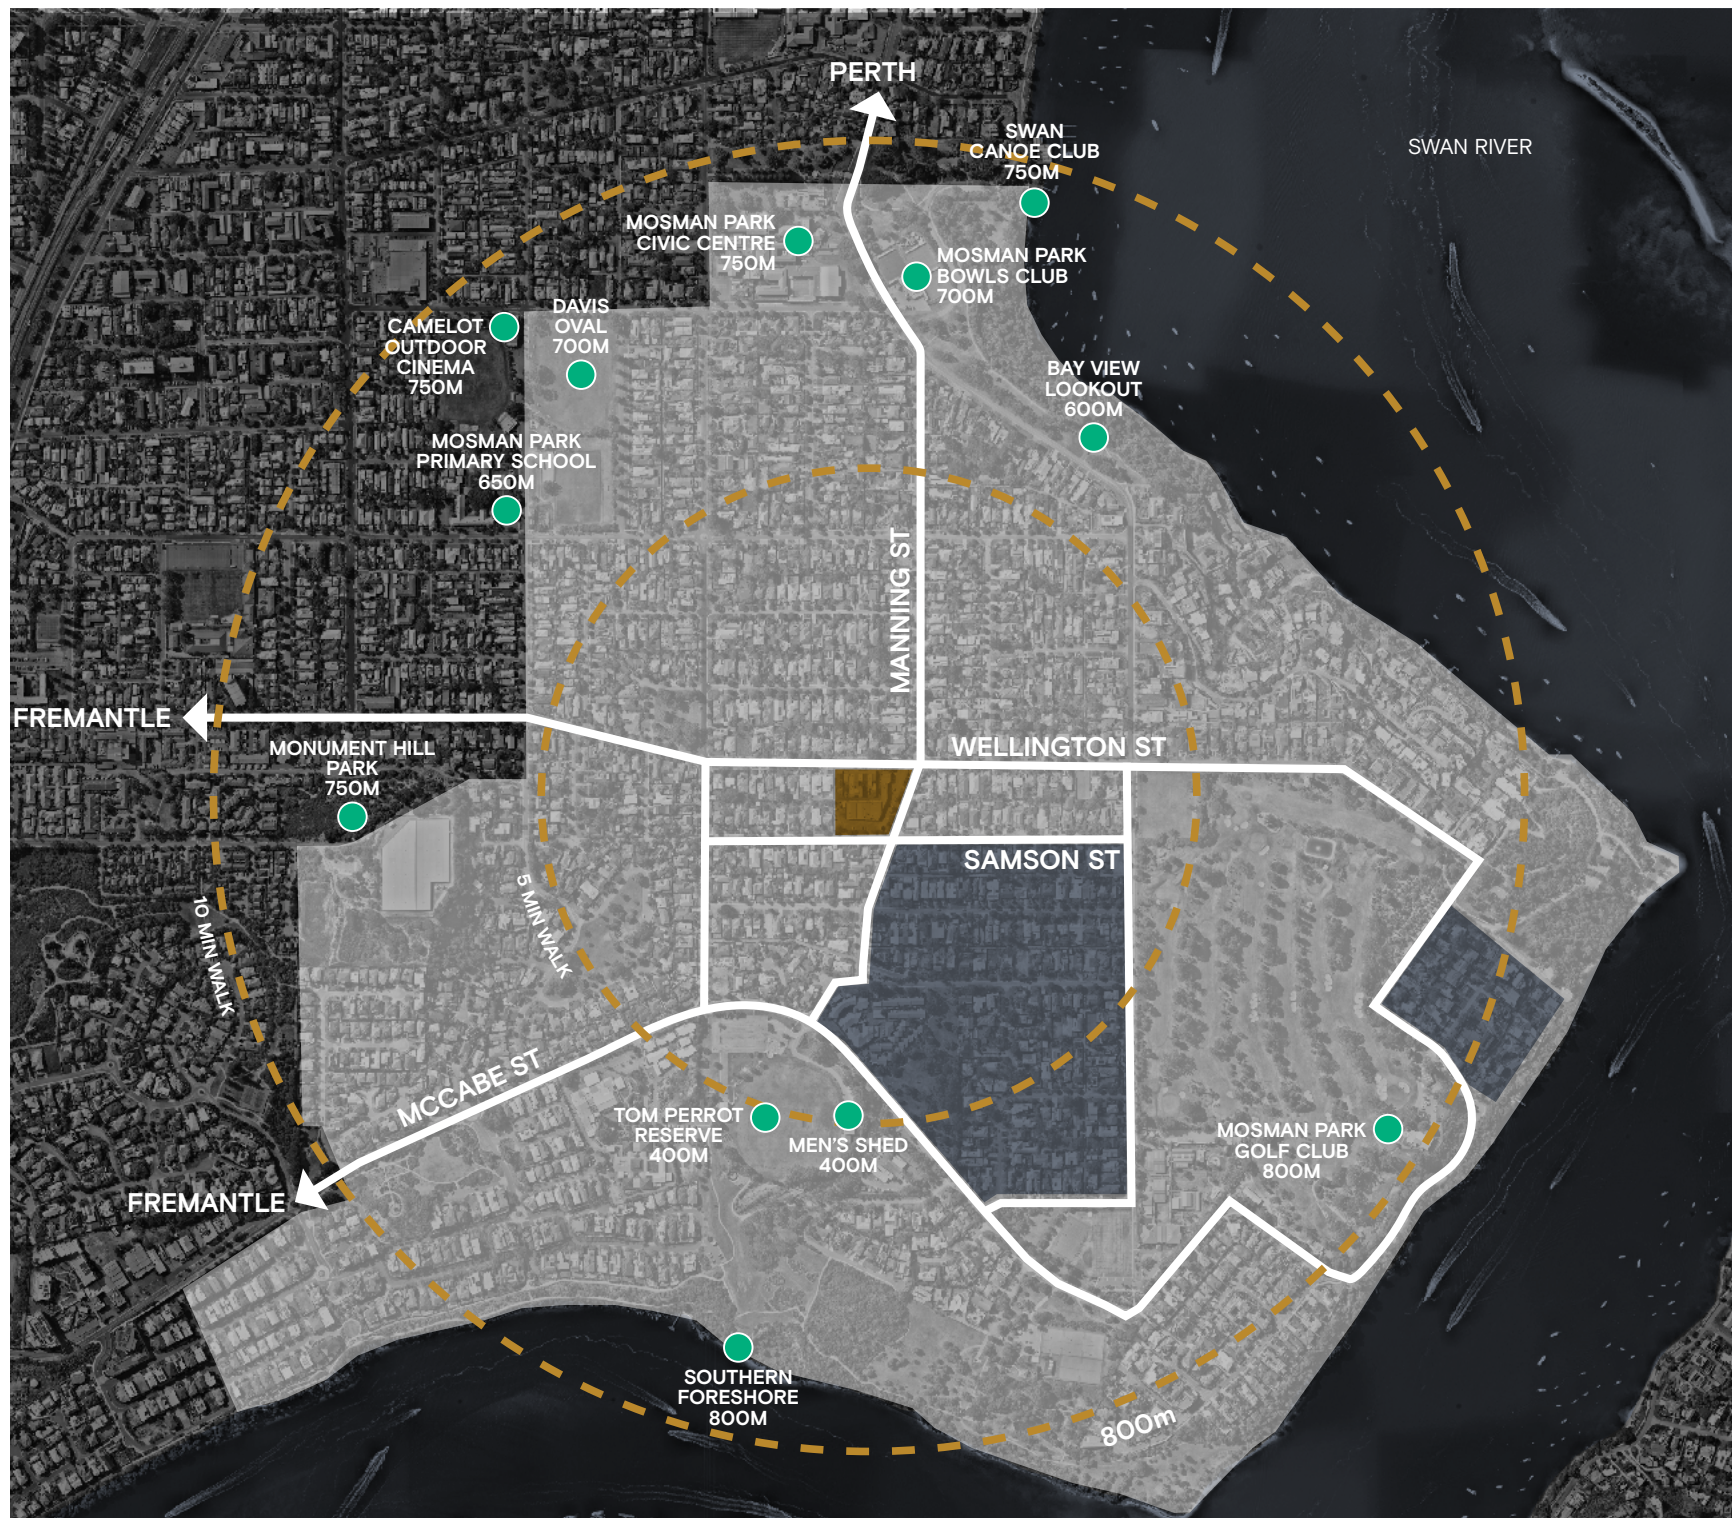 PERTH
SWAN
CANOE CLUB
750M
SWAN RIVER
MOSMAN PARK
CIVIC CENTRE
750M
MOSMAN PARK
BOWLS CLUB
700M
DAVIS
OVAL
700M
CAMELOT
OUTDOOR
CINEMA
750M
BAY VIEW
LOOKOUT
600M
MOSMAN PARK
PRIMARY SCHOOL
650M
MANNING ST
FREMANTLE
WELLINGTON ST
MONUMENT HILL
PARK
750M
SAMSON ST
5 MIN WALK
10 MIN WALK
MCCABE ST
TOM PERROT
RESERVE
400M
MEN'S SHED
400M
MOSMAN PARK
GOLF CLUB
800M
FREMANTLE
SOUTHERN
FORESHORE
800M
800m